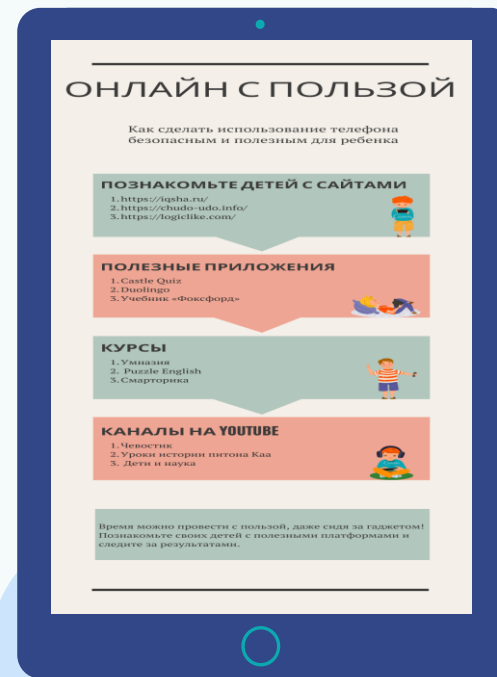 ОНЛАЙН С ПОЛЬЗОЙ
Как сделать использование телефона
безопасным и полезным для ребенка
ПОЗНАКОМЬТЕ ДЕТЕЙ С САЙТАМИ
1. https://iqsha.ru/
2. https://chudo-udo.info/
3. https://logiclike.com/
ПОЛЕЗНЫЕ ПРИЛОЖЕНИЯ
1. Castle Quiz
2. Duolingo
3. Учебник «Фоксфорд»
КУРСЫ
1. Умназия
2. Puzzle English
3. Смарторика
КАНАЛЫ НА YOUTUBE
1. Чевостик
2. Уроки истории питона Каа
3. Дети и наука
Время можно провести с пользой, даже сидя за гаджетом!
Познакомьте своих детей с полезными платформами и
следите за результатами.